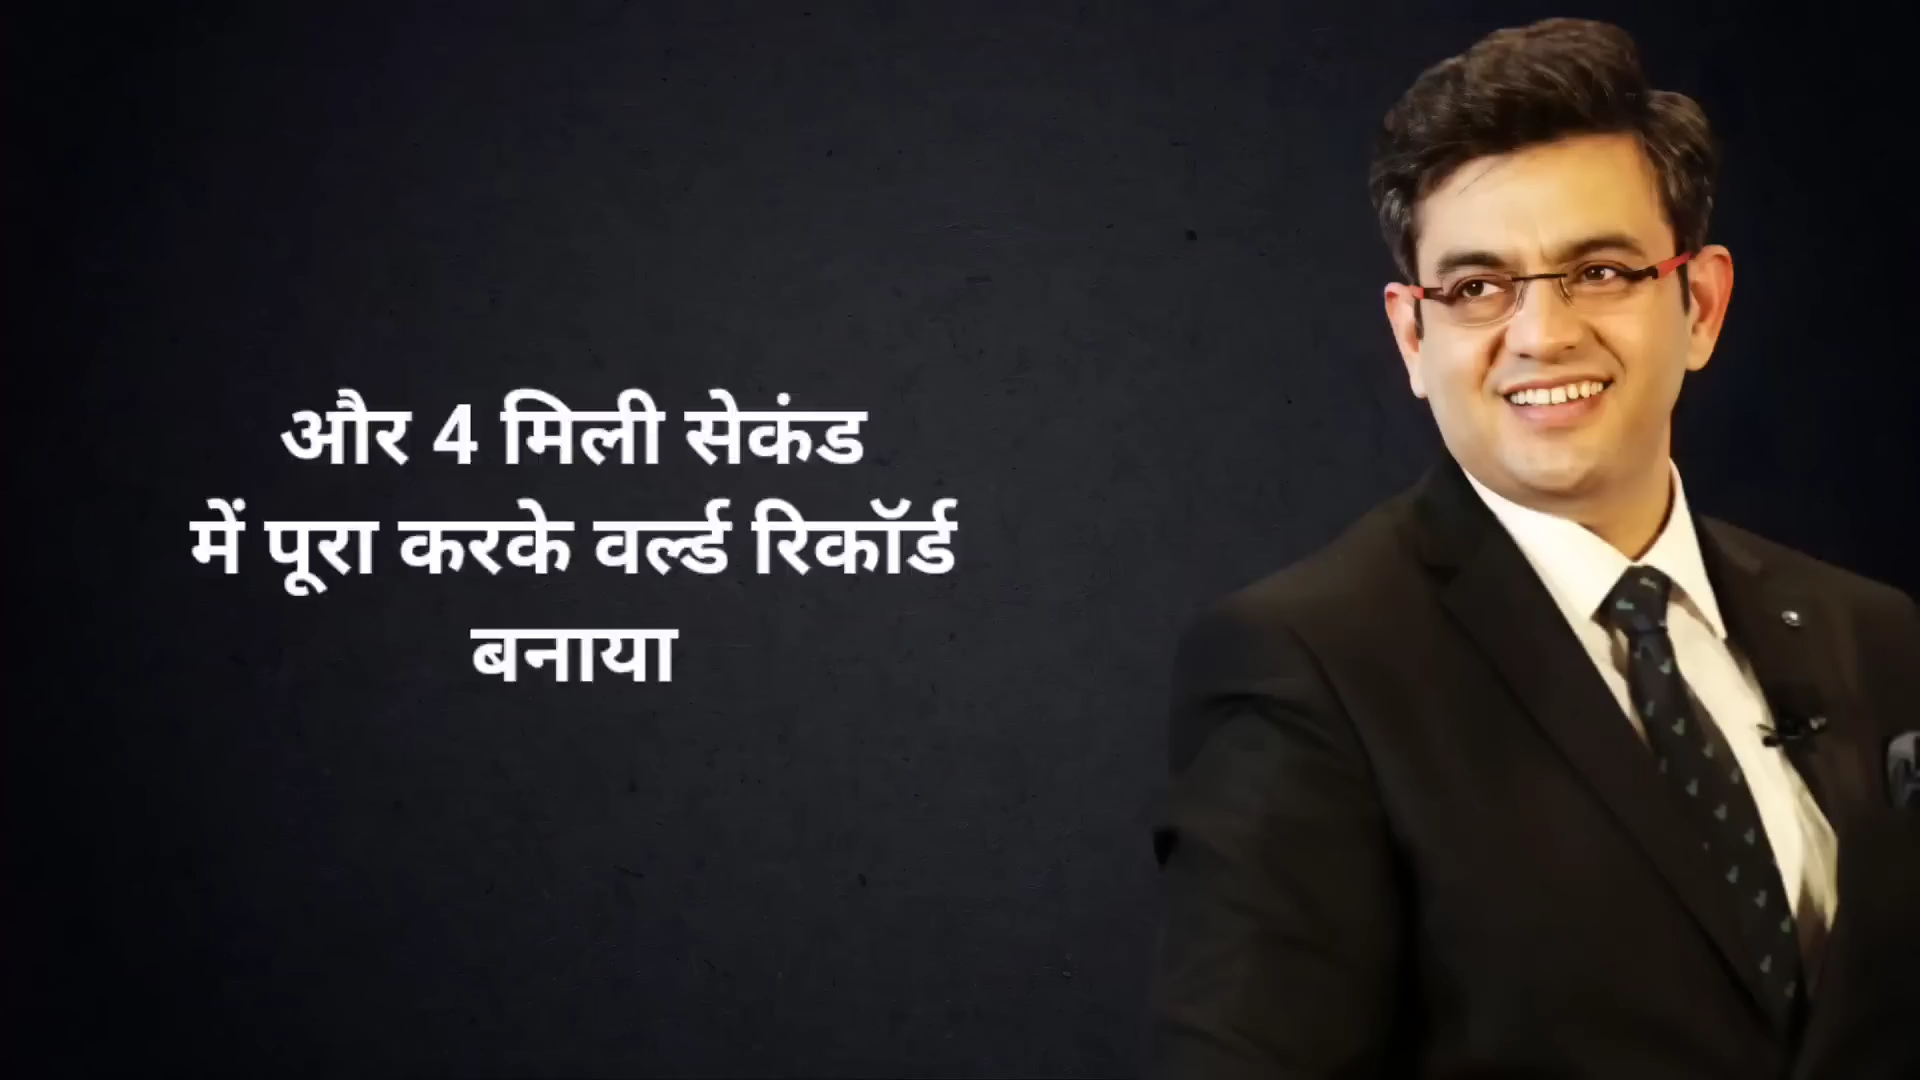 और 4 मिली सेकंड
में पूरा करके वर्ल्ड रिकॉर्ड
बनाया